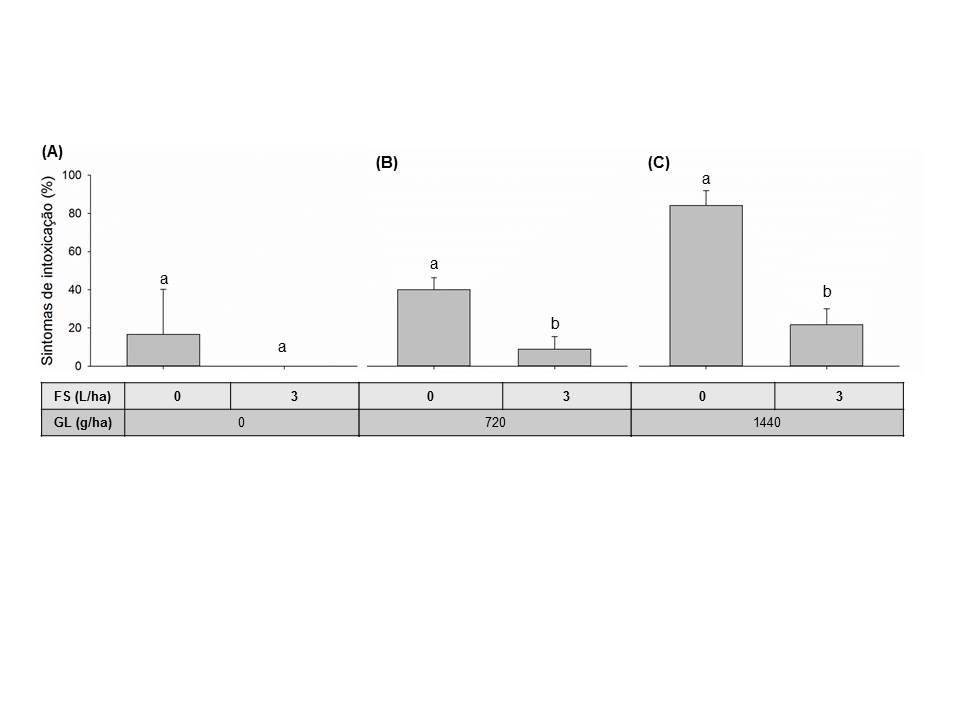 (A)
(B)
(C)
Sintomas de intoxicação (%)
100
80
60
40
20
0
a
a
a
b
a
b
FS (L/ha) 0 3 0 3 0 3
GL (g/ha) 0 720 1440